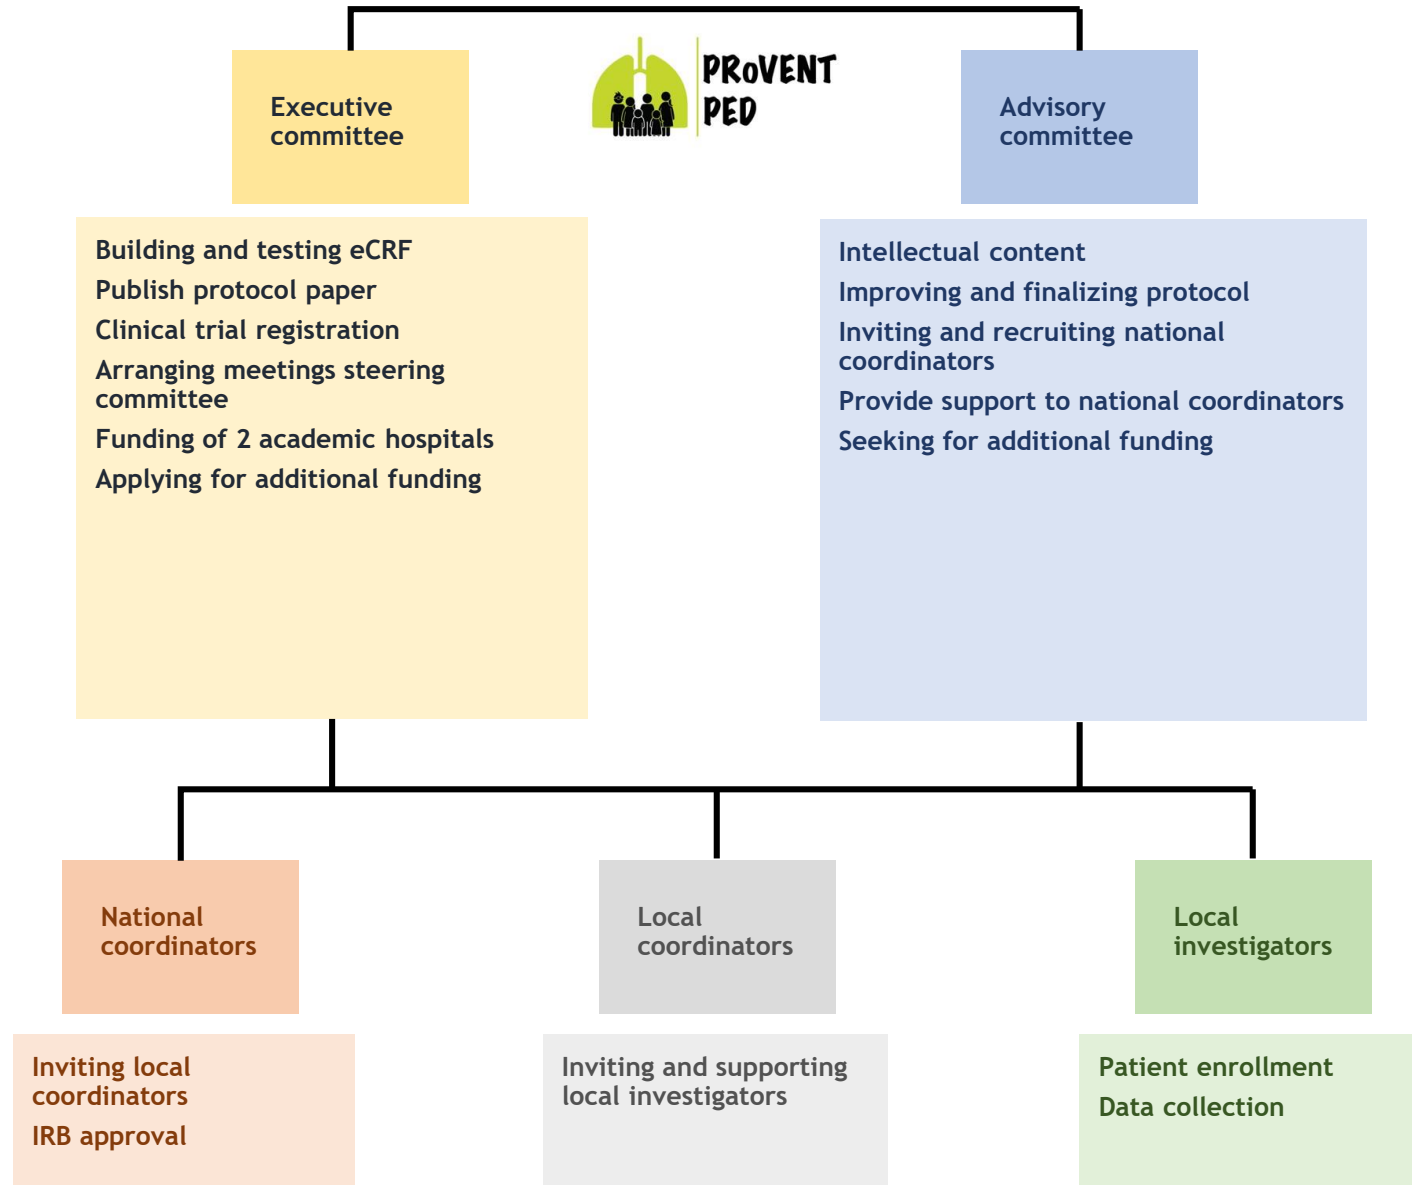 PRoVENT
PED
Executive
committee
Advisory
committee
Building and testing eCRF
Publish protocol paper
Clinical trial registration
Arranging meetings steering
committee
Funding of 2 academic hospitals
Applying for additional funding
Intellectual content
Improving and finalizing protocol
Inviting and recruiting national
coordinators
Provide support to national coordinators
Seeking for additional funding
National
coordinators
Local
coordinators
Local
investigators
Inviting local
coordinators
IRB approval
Inviting and supporting
local investigators
Patient enrollment
Data collection